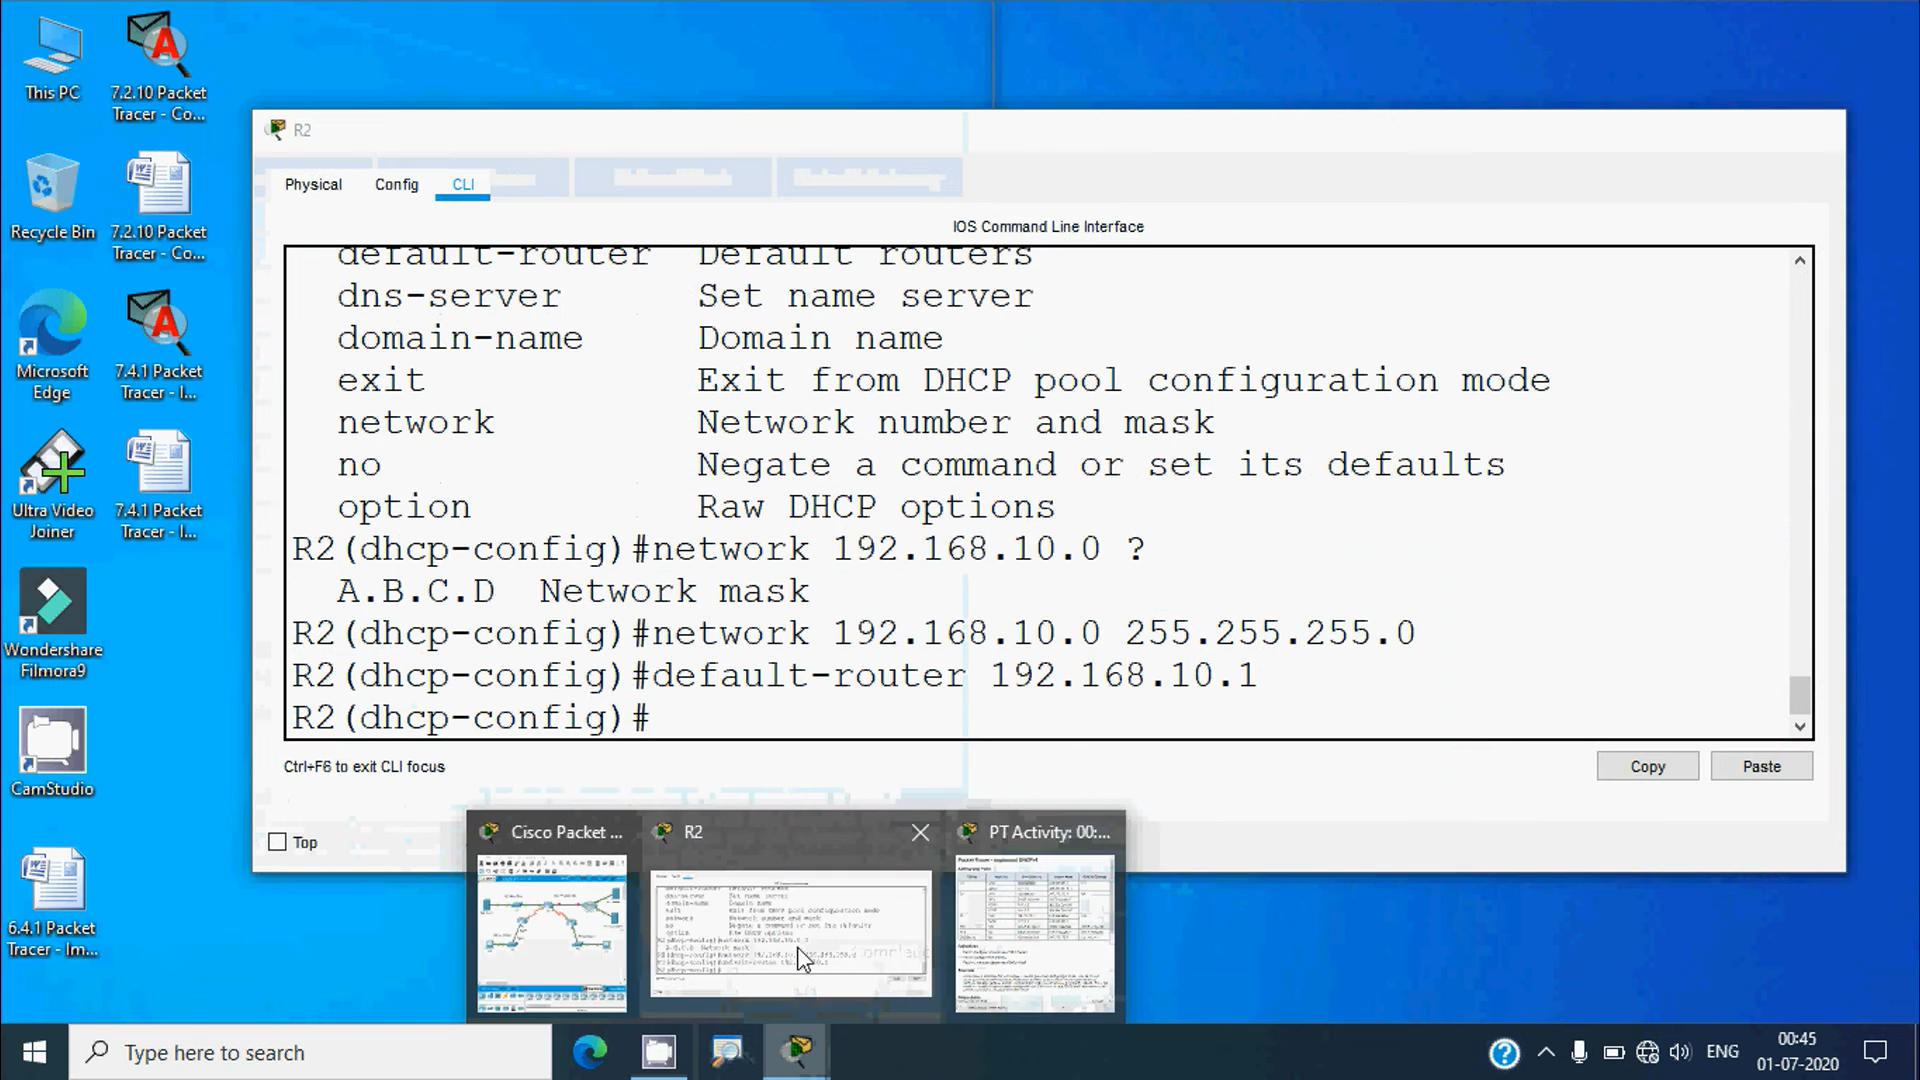 This PC
7.2.10 Packet
Tracer - Co...
Recycle Bin
7.2.10 Packet
Tracer - Co...
Microsoft
Edge
7.4.1 Packet
Tracer - I...
Ultra Video
Joiner
7.4.1 Packet
Tracer - I...
Wondershare
Filmora9
CamStudio
6.4.1 Packet
Tracer - Im...
R2
Physical
Config
CLI
IOS Command Line Interface
default-router Default routers
dns-server Set name server
domain-name Domain name
exit Exit from DHCP pool configuration mode
network Network number and mask
no Negate a command or set its defaults
option Raw DHCP options
R2(dhcp-config)#network 192.168.10.0 ?
A.B.C.D Network mask
R2(dhcp-config)#network 192.168.10.0 255.255.255.0
R2(dhcp-config)#default-router 192.168.10.1
R2(dhcp-config)#
Ctrl+F6 to exit CLI focus
Copy
Paste
Top
Cisco Packet ...
R2
PT Activity: 00:...
Type here to search
ENG
00:45
01-07-2020